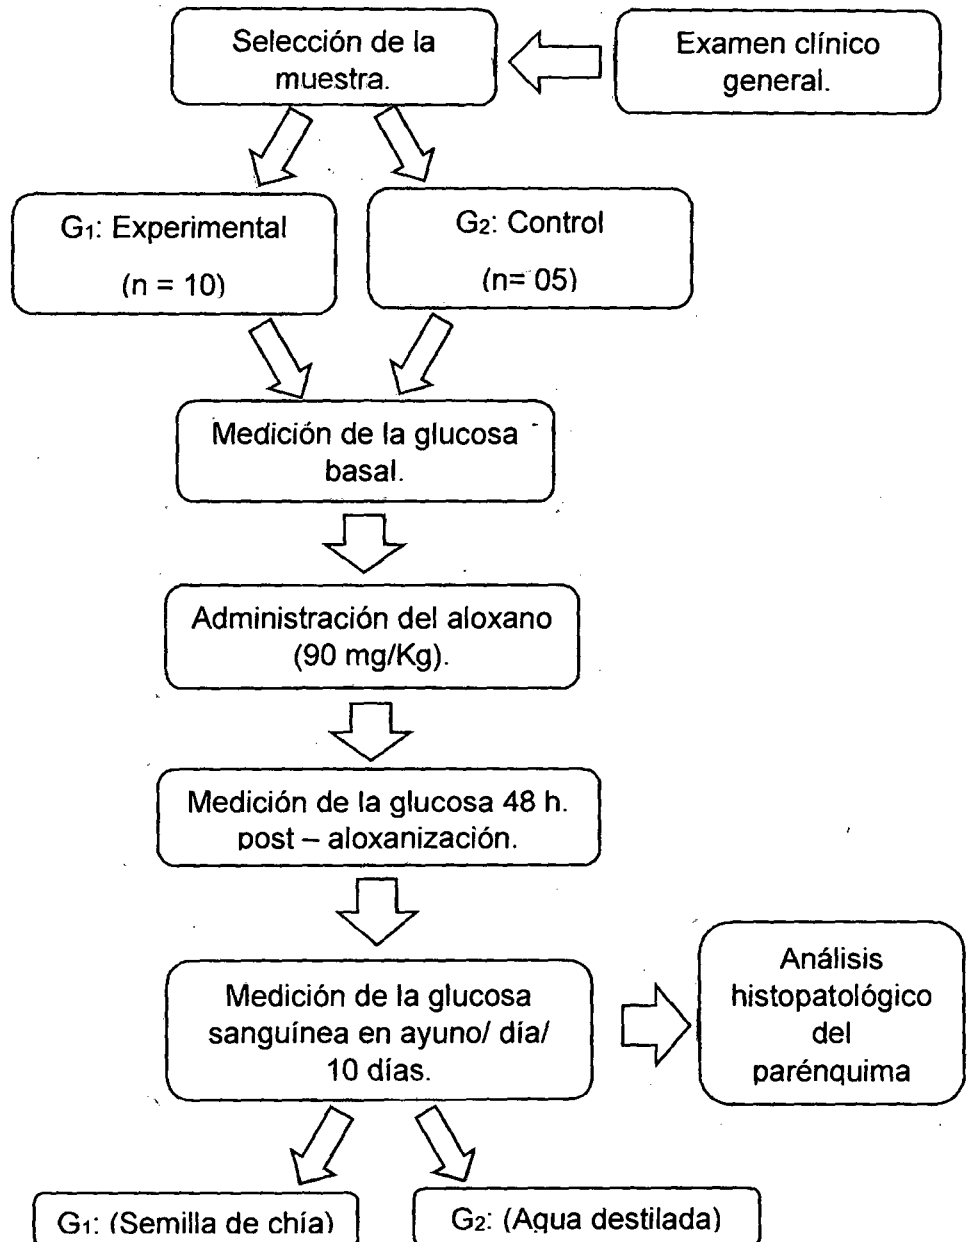 Selección de la
muestra.
Examen clínico
general.
G1: Experimental
(n = 10)
G2: Control
(n= 05)
Medición de la glucosa
basal.
Administración del aloxano
(90 mg/Kg).
Medición de la glucosa 48 h.
post – aloxanización.
Medición de la glucosa
sanguínea en ayuno/ día/
10 días.
Análisis
histopatológico
del
parénquima
G1: (Semilla de chía)
G2: (Agua destilada)